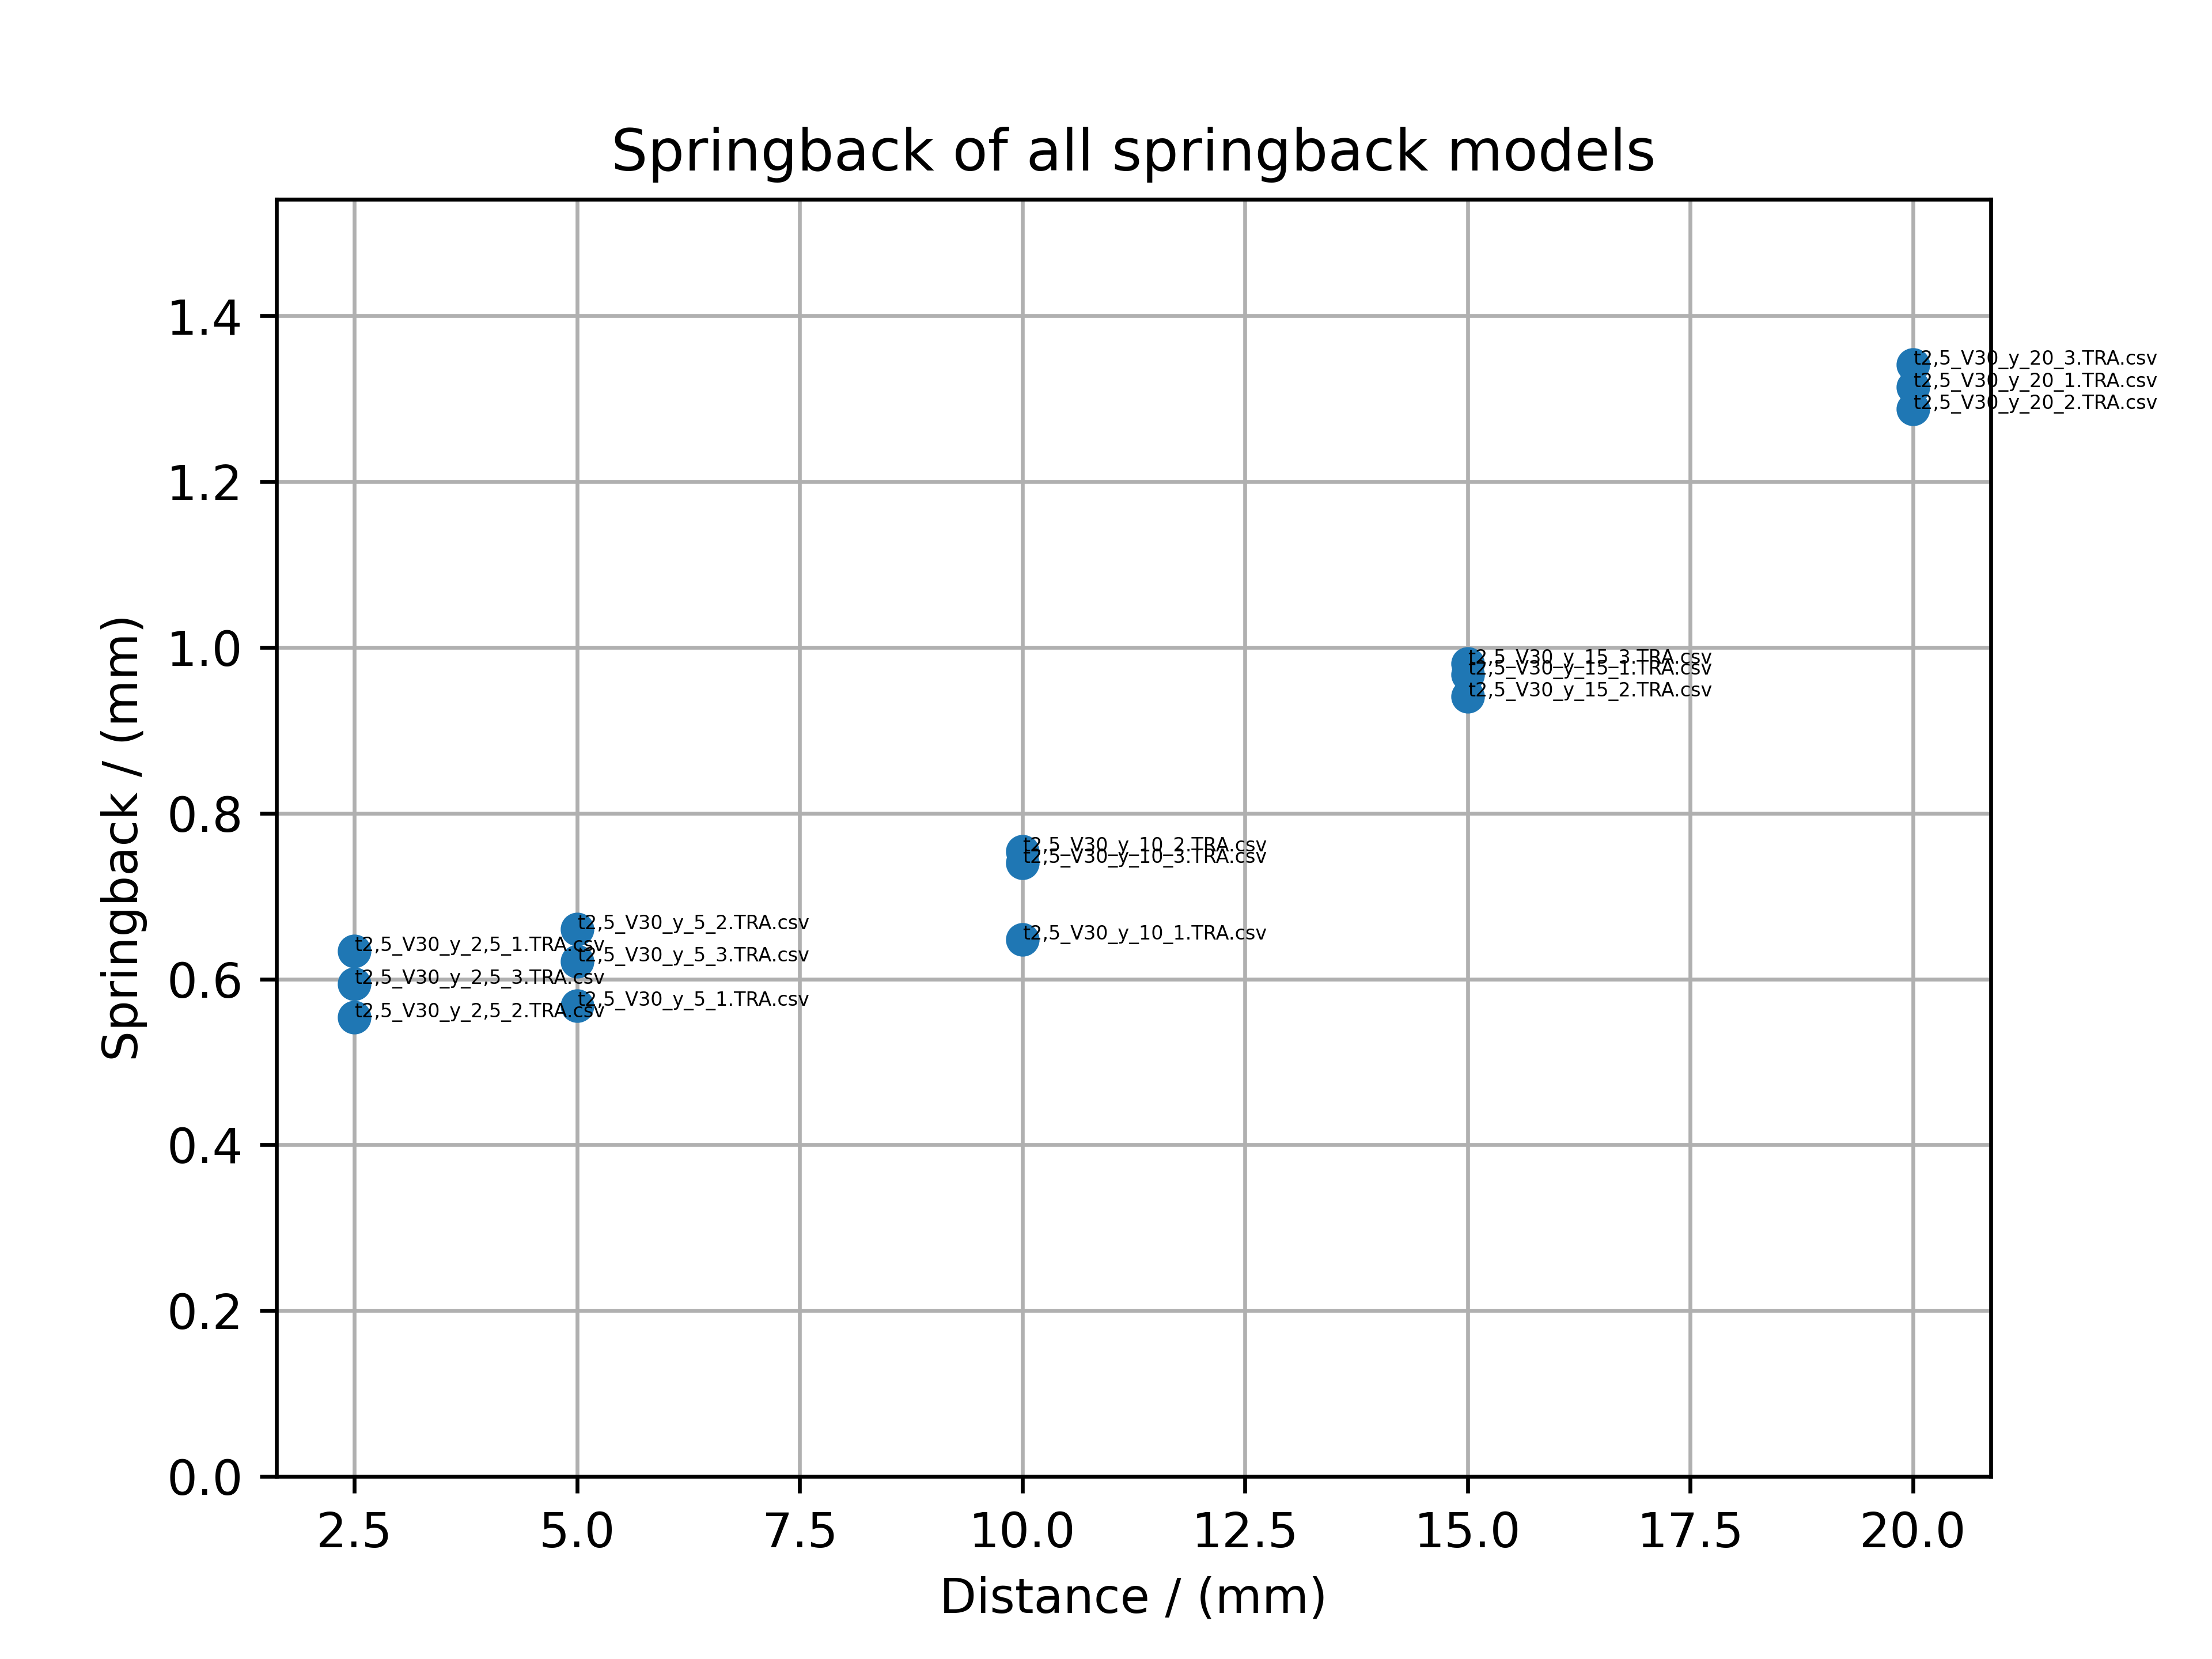 Springback of all springback models
Springback / (mm)
1.4
1.2
1.0
0.8
0.6
0.4
0.2
0.0
t2,5_V30_y_20_3.TRA.csv
t2,5_V30_y_20_1.TRA.csv
t2,5_V30_y_20_2.TRA.csv
t2,5_V30_y_15_3.TRA.csv
t2,5_V30_y_15_1.TRA.csv
t2,5_V30_y_15_2.TRA.csv
t2,5_V30_y_10_2.TRA.csv
t2,5_V30_y_10_3.TRA.csv
t2,5_V30_y_10_1.TRA.csv
t2,5_V30_y_5_2.TRA.csv
t2,5_V30_y_5_3.TRA.csv
t2,5_V30_y_5_1.TRA.csv
t2,5_V30_y_2,5_1.TRA.csv
t2,5_V30_y_2,5_3.TRA.csv
t2,5_V30_y_2,5_2.TRA.csv
2.5 5.0 7.5 10.0 12.5 15.0 17.5 20.0
Distance / (mm)